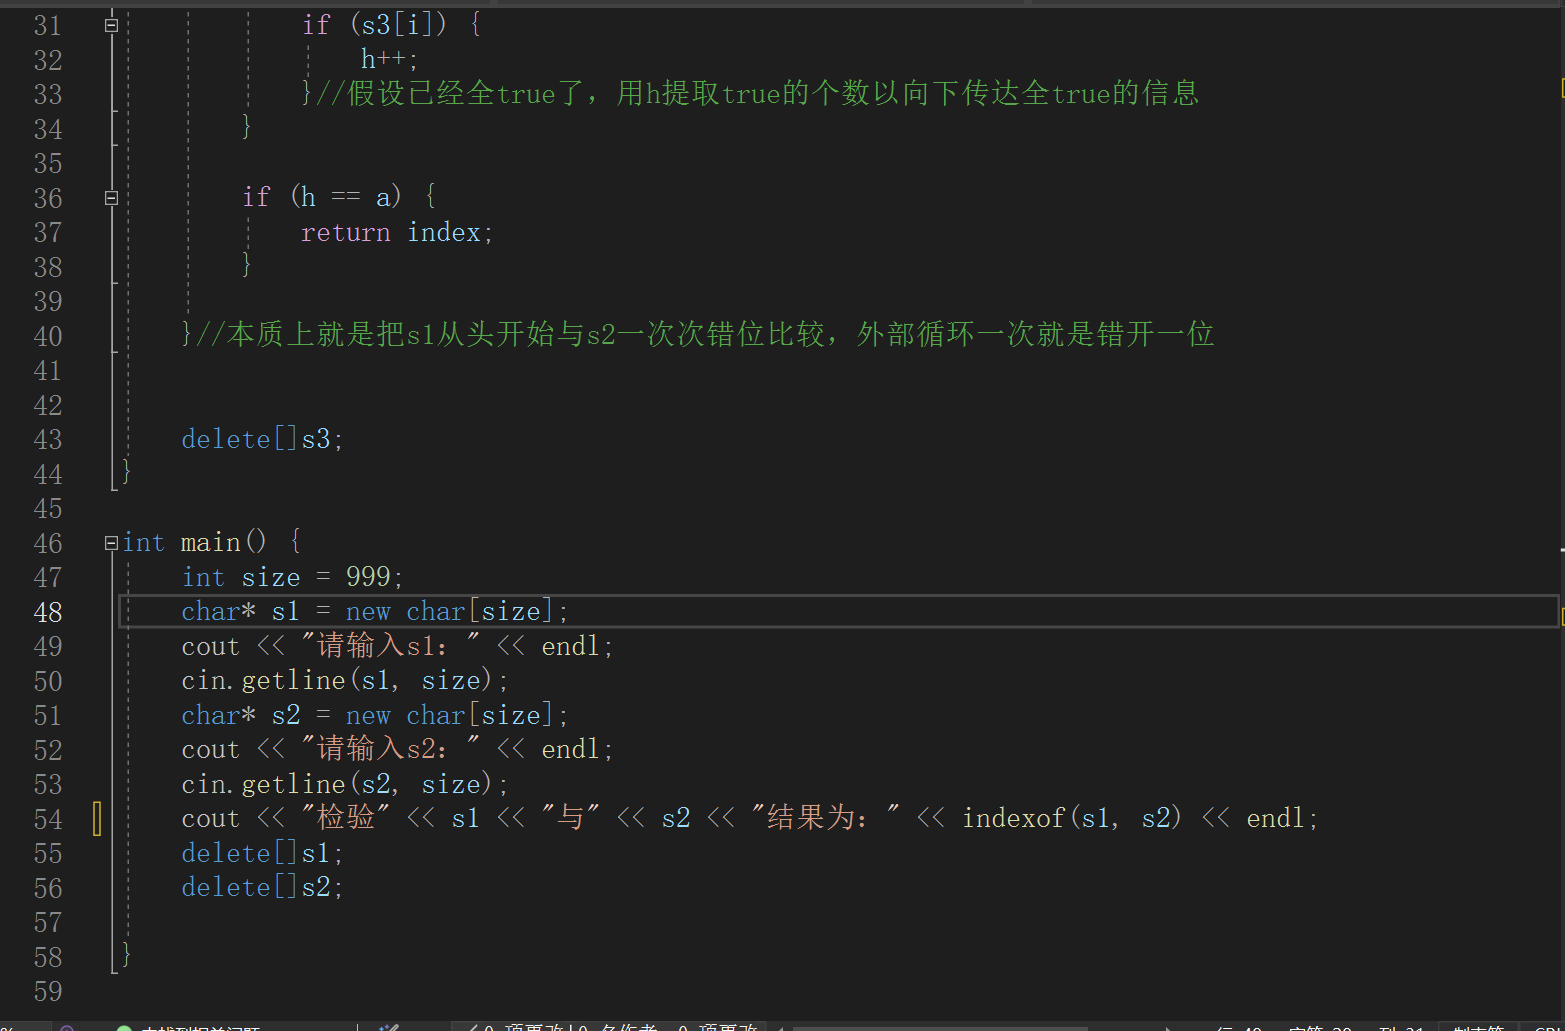 31 if (s3[i]) {
32 h++;
33 }//假设已经全true了，用h提取true的个数以向下传达全true的信息
34 }
35
36 if (h == a) {
37 return index;
38 }
39
40 }//本质上就是把s1从头开始与s2一次次错位比较，外部循环一次就是错开一位
41
42
43 delete[]s3;
44 }
45
46 int main() {
47 int size = 999;
48 char* s1 = new char[size];
49 cout << "请输入s1：" << endl;
50 cin.getline(s1, size);
51 char* s2 = new char[size];
52 cout << "请输入s2：" << endl;
53 cin.getline(s2, size);
54 cout << "检验" << s1 << "与" << s2 << "结果为：" << indexof(s1, s2) << endl;
55 delete[]s1;
56 delete[]s2;
57
58 }
59